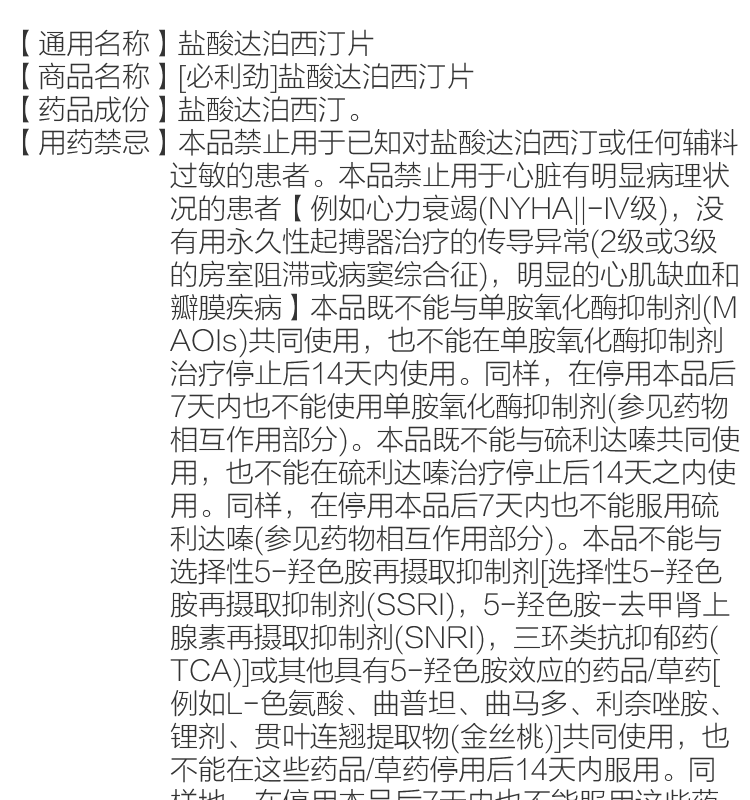 【通用名称】盐酸达泊西汀片
【商品名称】[必利劲]盐酸达泊西汀片
【药品成份】盐酸达泊西汀。
【用药禁忌】本品禁止用于已知对盐酸达泊西汀或任何辅料
过敏的患者。本品禁止用于心脏有明显病理状
况的患者【例如心力衰竭(NYHA||-IV级)，没
有用永久性起搏器治疗的传导异常(2级或3级
的房室阻滞或病窦综合征)，明显的心肌缺血和
瓣膜疾病】本品既不能与单胺氧化酶抑制剂(M
AOIs)共同使用，也不能在单胺氧化酶抑制剂
治疗停止后14天内使用。同样，在停用本品后
7天内也不能使用单胺氧化酶抑制剂(参见药物
相互作用部分)。本品既不能与硫利达嗪共同使
用，也不能在硫利达嗪治疗停止后14天之内使
用。同样，在停用本品后7天内也不能服用硫
利达嗪(参见药物相互作用部分)。本品不能与
选择性5-羟色胺再摄取抑制剂[选择性5-羟色
胺再摄取抑制剂(SSRI)，5-羟色胺-去甲肾上
腺素再摄取抑制剂(SNRI)，三环类抗抑郁药(
TCA)]或其他具有5-羟色胺效应的药品/草药[
例如L-色氨酸、曲普坦、曲马多、利奈唑胺、
锂剂、贯叶连翘提取物(金丝桃)]共同使用，也
不能在这些药品/草药停用后14天内服用。同
样地，在停用本品后7天内也不能服用这些药